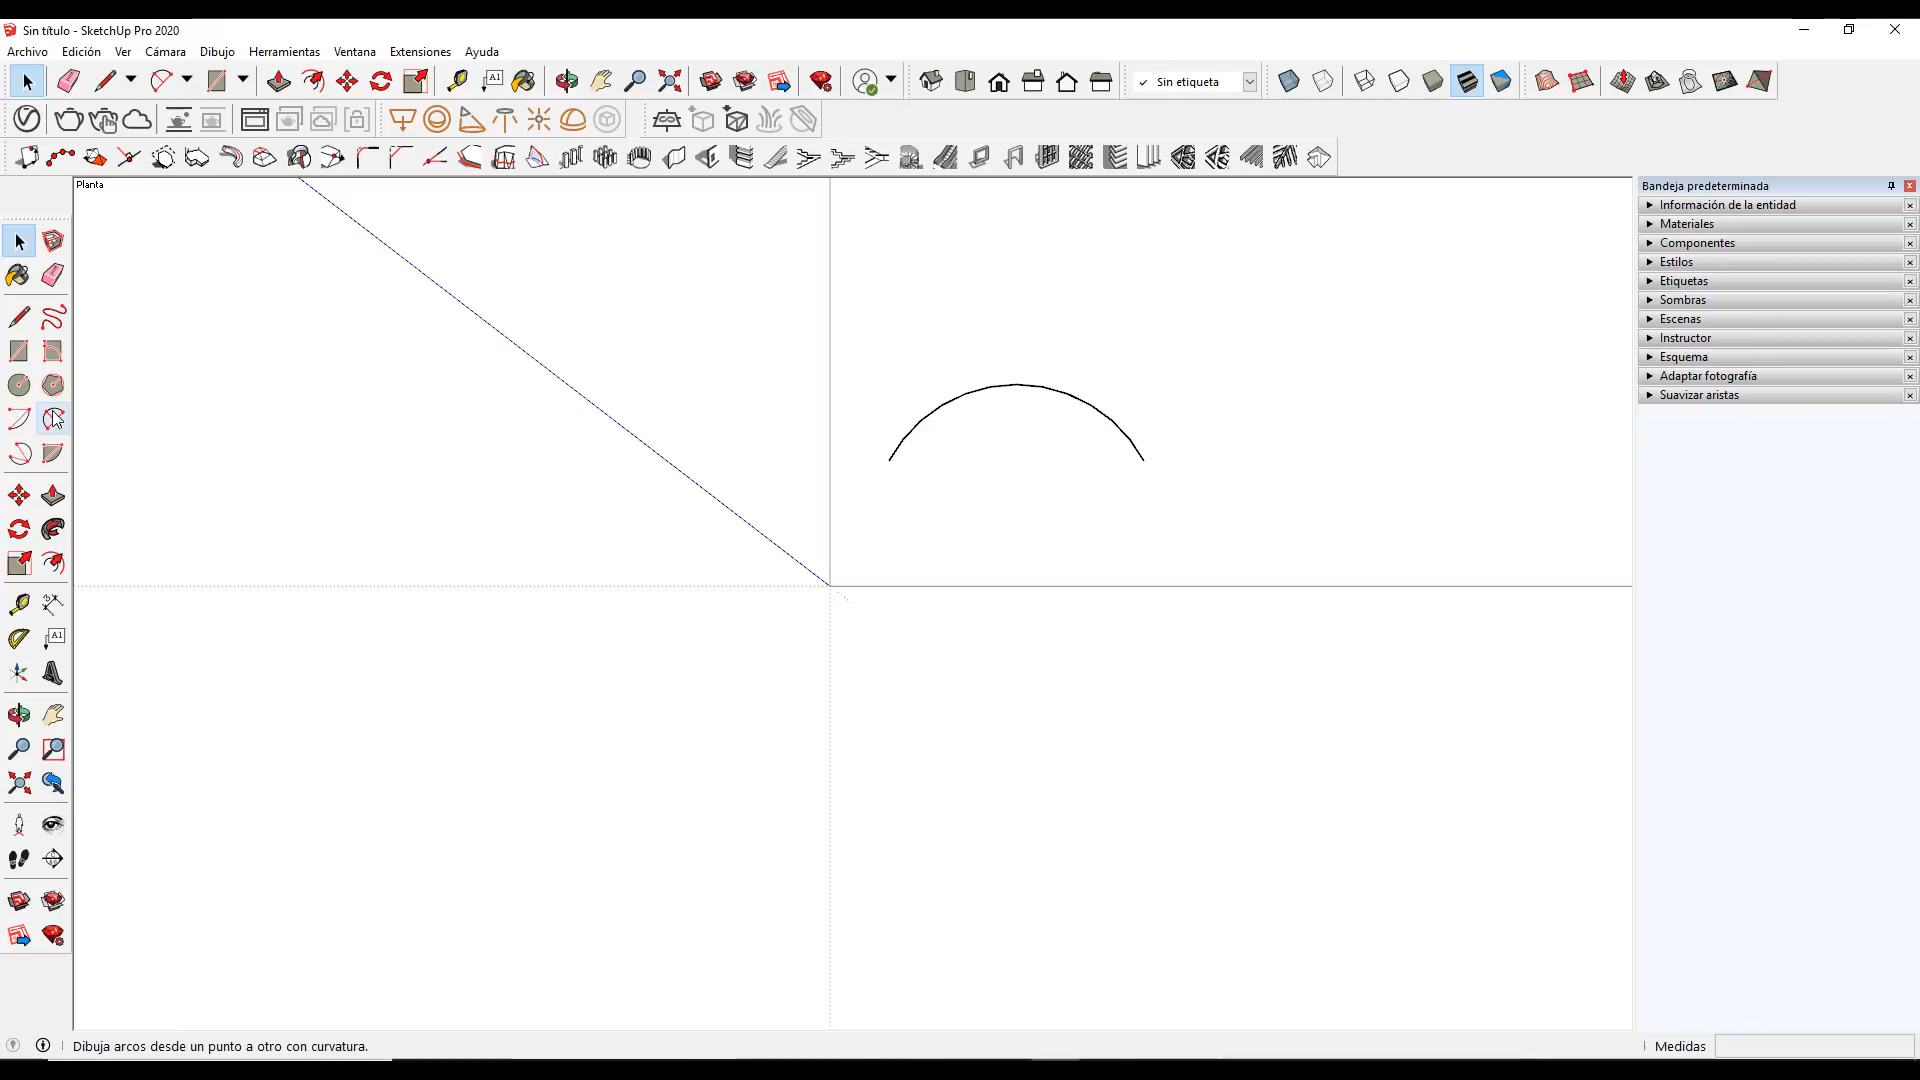 Sin título - SketchUp Pro 2020
Archivo Edición Ver Cámara Dibujo Herramientas Ventana Extensiones Ayuda
A1
✓ Sin etiqueta
Planta
Bandeja predeterminada
Información de la entidad
Materiales
Componentes
Estilos
Etiquetas
Sombras
Escenas
Instructor
Esquema
Adaptar fotografía
Suavizar aristas
A1
Dibuja arcos desde un punto a otro con curvatura.
Medidas